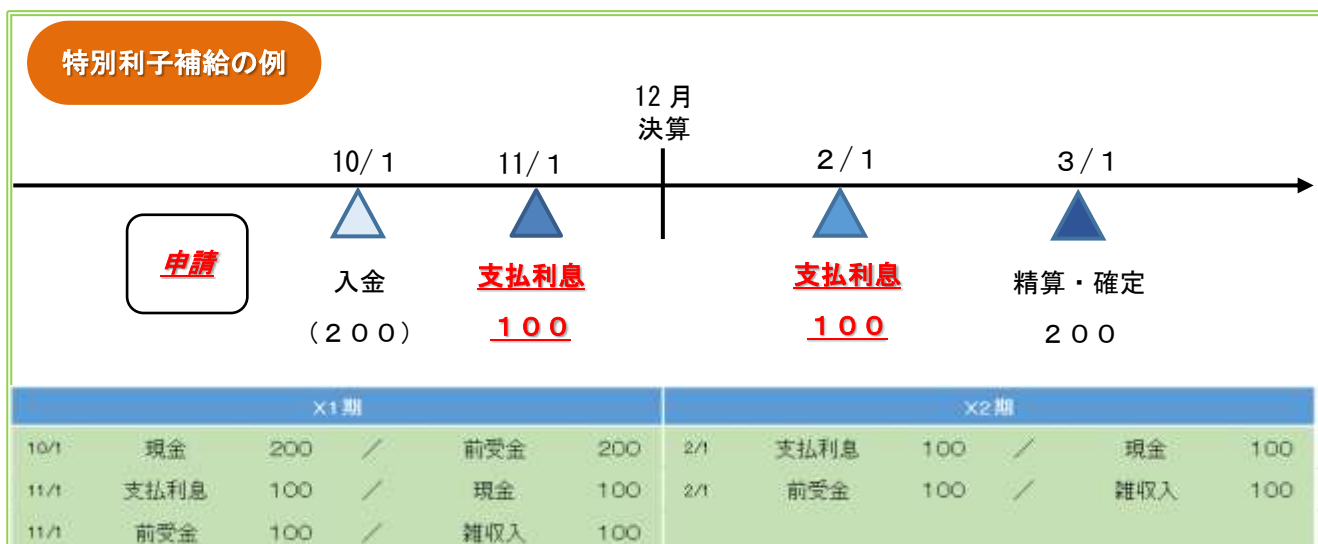 特別利子補給の例
12月
決算
10/1 11/1 2/1 3/1
申請
入金 支払利息 支払利息 精算・確定
(200) 100 100 200
X1期 X2期
10/1 現金 200 / 前受金 200 2/1 支払利息 100 / 現金 100
11/1 支払利息 100 / 現金 100 2/1 前受金 100 / 雑収入 100
11/1 前受金 100 / 雑収入 100